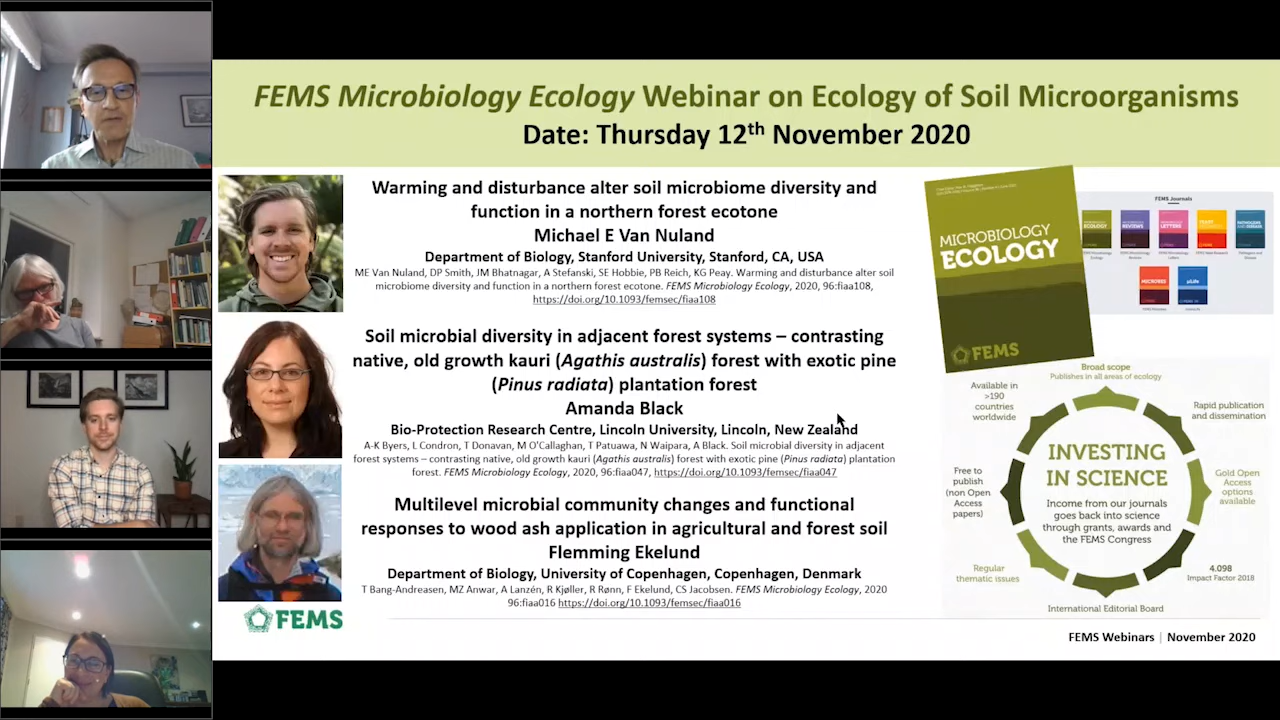 FEMS Microbiology Ecology Webinar on Ecology of Soil Microorganisms
Date: Thursday 12th November 2020
Warming and disturbance alter soil microbiome diversity and
function in a northern forest ecotone
Michael E Van Nuland
Department of Biology, Stanford University, Stanford, CA, USA
ME Van Nuland, DP Smith, JM Bhatnagar, A Stefanski, SE Hobbie, PB Reich, KG Peay. Warming and disturbance alter soil
microbiome diversity and function in a northern forest ecotone. FEMS Microbiology Ecology, 2020, 96:fiaa108,
https://doi.org/10.1093/femsec/fiaa108
Soil microbial diversity in adjacent forest systems – contrasting
native, old growth kauri (Agathis australis) forest with exotic pine
(Pinus radiata) plantation forest
Amanda Black
Bio-Protection Research Centre, Lincoln University, Lincoln, New Zealand
A-K Byers, L Condron, T Donavan, M O'Callaghan, T Patuawa, N Waipara, A Black. Soil microbial diversity in adjacent
forest systems – contrasting native, old growth kauri (Agathis australis) forest with exotic pine (Pinus radiata) plantation
forest. FEMS Microbiology Ecology, 2020, 96:fiaa047, https://doi.org/10.1093/femsec/fiaa047
Multilevel microbial community changes and functional
responses to wood ash application in agricultural and forest soil
Flemming Ekelund
Department of Biology, University of Copenhagen, Copenhagen, Denmark
T Bang-Andreasen, MZ Anwar, A Lanzén, R Kjøller, R Rønn, F Ekelund, CS Jacobsen. FEMS Microbiology Ecology, 2020
96:fiaa016 https://doi.org/10.1093/femsec/fiaa016
FEMS
MICROBIOLOGY
ECOLOGY
FEMS
FEMS Journals
ECOLOGY
REVIEWS
LETTERS
YEAST
MICROBES
µLife
Broad scope
Publishes in all areas of ecology
Available in
>190
countries
worldwide
Rapid publication
and dissemination
Free to
publish
(non Open
Access
papers)
INVESTING
IN SCIENCE
Income from our journals
goes back into science
through grants, awards and
the FEMS Congress
Gold Open
Access
options
available
Regular
thematic issues
4.098
Impact Factor 2018
International Editorial Board
FEMS Webinars | November 2020